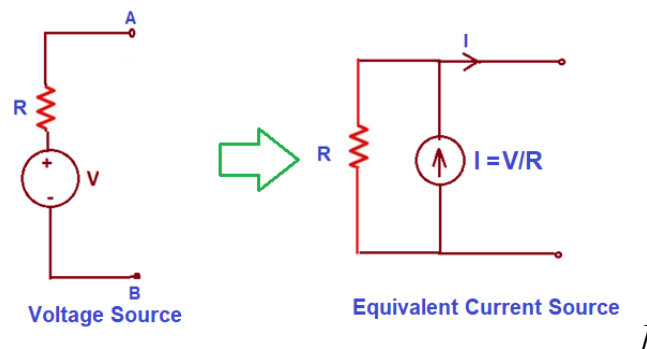 A
R
+
V
-
B
Voltage Source
I
R
I =V/R
Equivalent Current Source